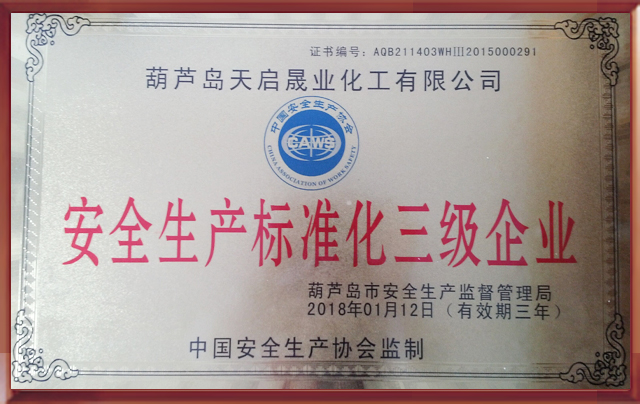 证书编号：AQB211403WHⅢ2015000291
葫芦岛天启晟业化工有限公司
中国安全生产协会
CAWS
CHINA ASSOCIATION OF WORK SAFETY
安全生产标准化三级企业
葫芦岛市安全生产监督管理局
2018年01月12日（有效期三年）
中国安全生产协会监制